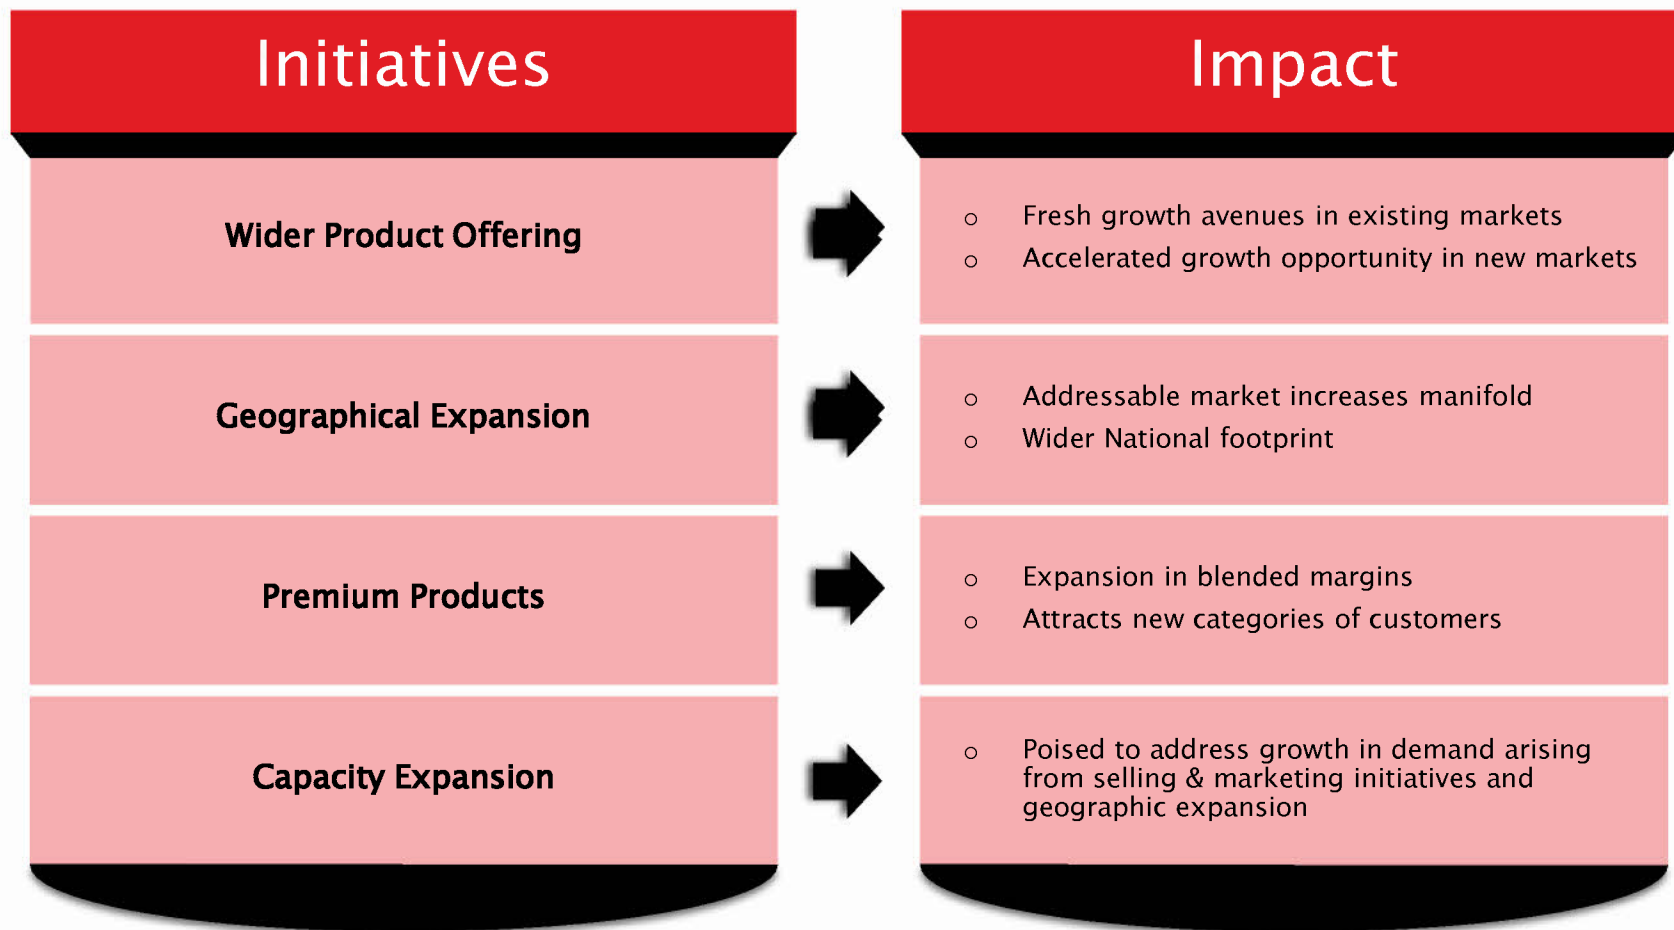 Initiatives
Impact
Wider Product Offering
○ Fresh growth avenues in existing markets
○ Accelerated growth opportunity in new markets
Geographical Expansion
○ Addressable market increases manifold
○ Wider National footprint
Premium Products
○ Expansion in blended margins
○ Attracts new categories of customers
Capacity Expansion
○ Poised to address growth in demand arising
from selling & marketing initiatives and
geographic expansion